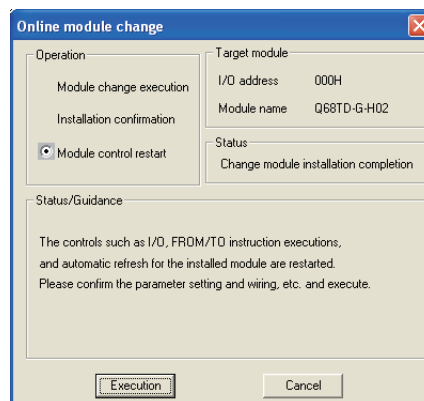 Online module change
Operation
Module change execution
Installation confirmation
Module control restart
Target module
I/O address 000H
Module name Q68TD-G-H02
Status
Change module installation completion
Status/Guidance
The controls such as I/O, FROM/TO instruction executions,
and automatic refresh for the installed module are restarted.
Please confirm the parameter setting and wiring, etc. and execute.
Execution
Cancel